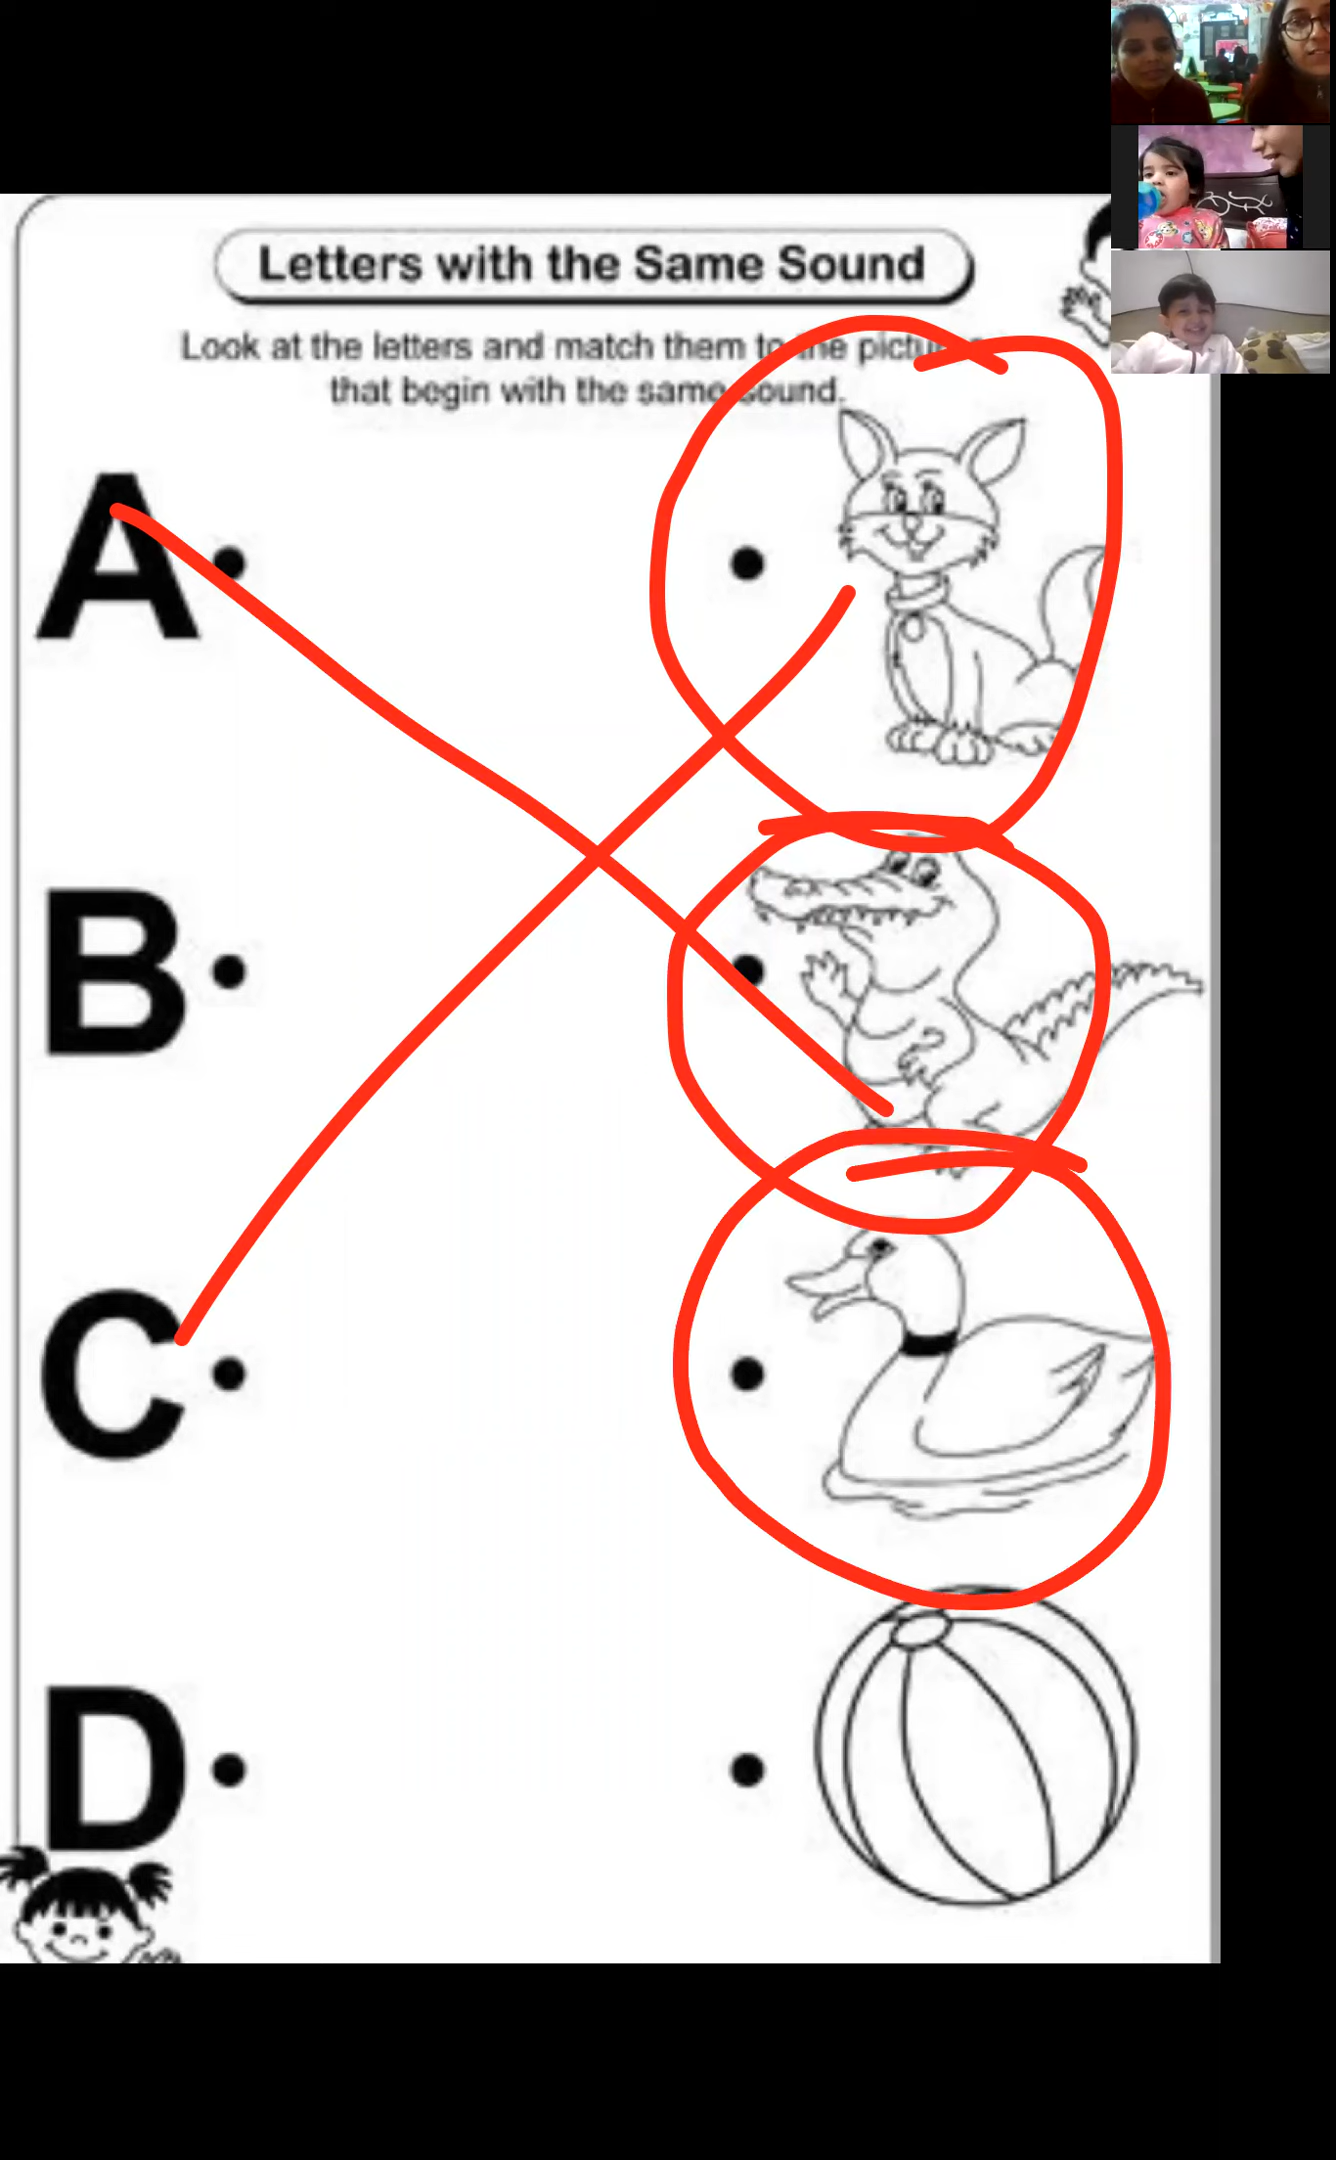 Letters with the Same Sound
Look at the letters and match them to the pictures
that begin with the same sound.
A
B
C
D